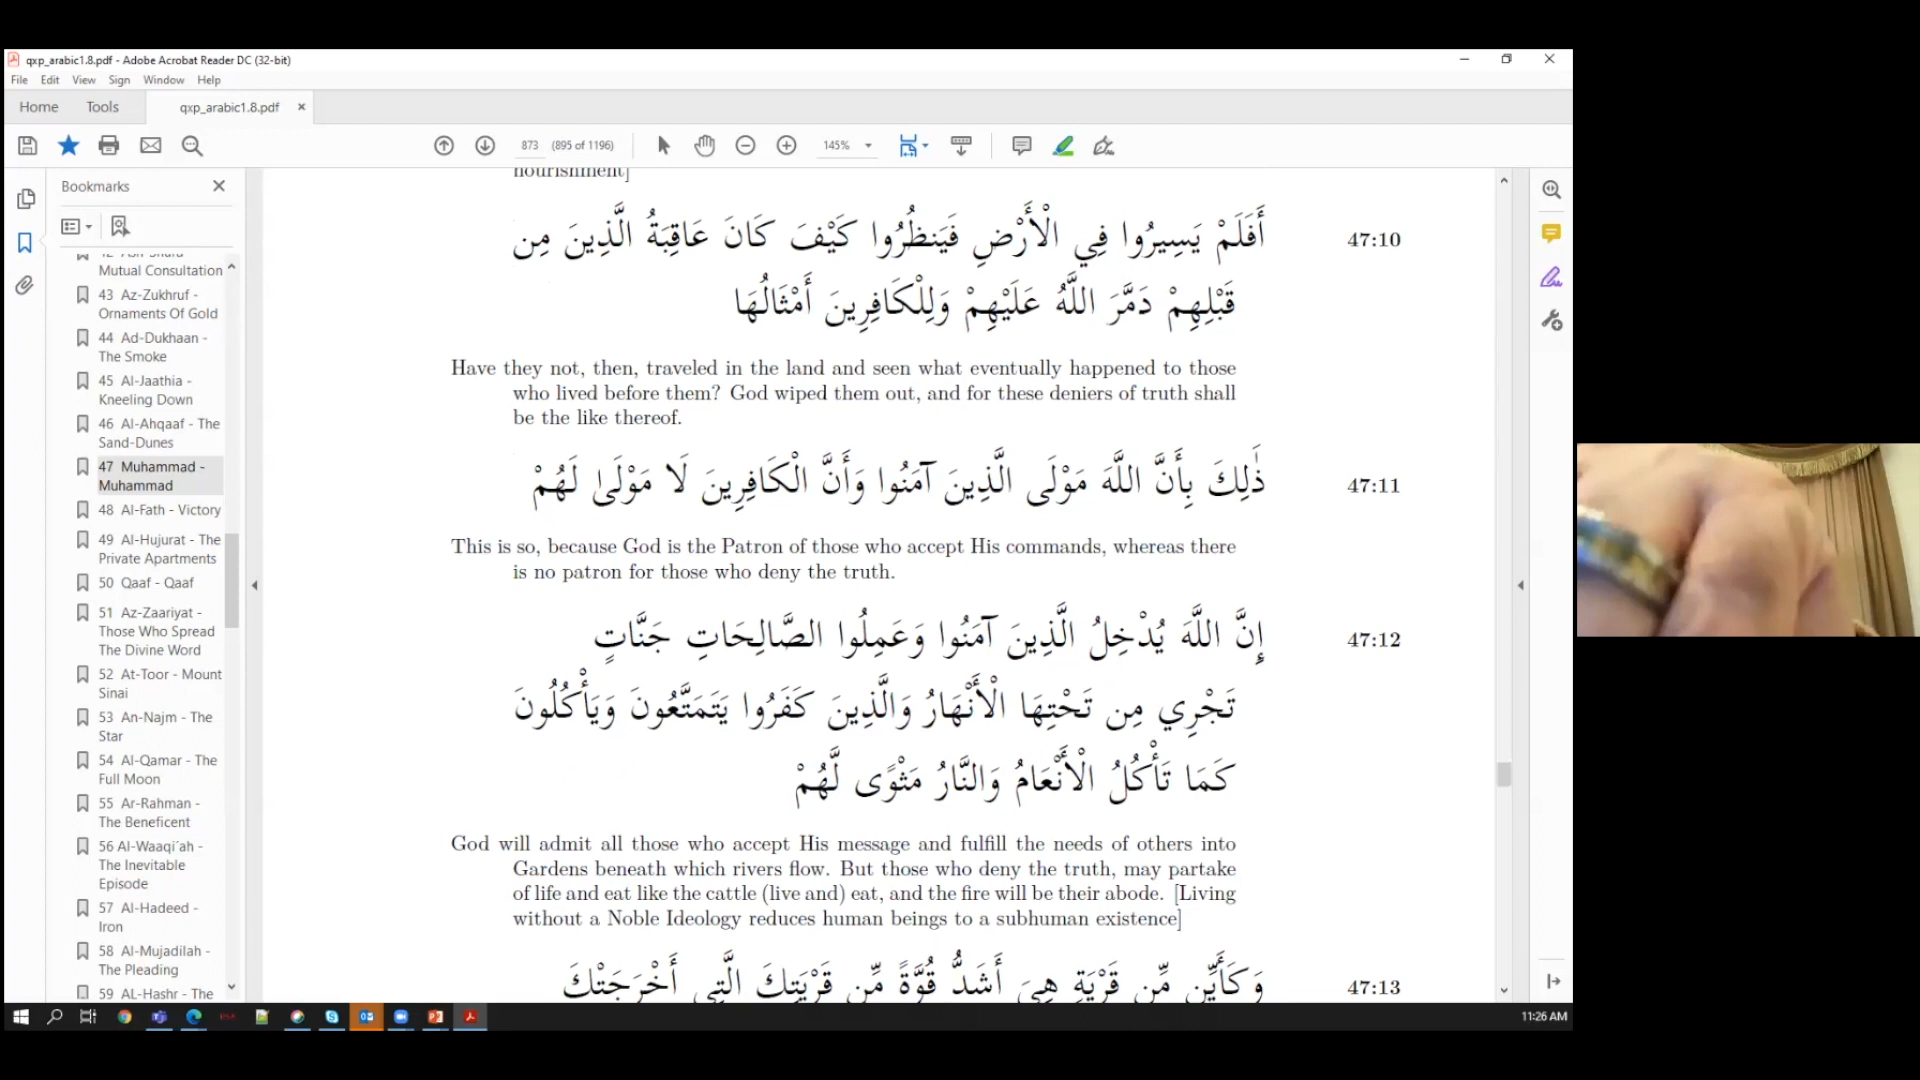 qxp_arabic1.8.pdf - Adobe Acrobat Reader DC (32-bit)
File Edit View Sign Window Help
Home Tools qxp_arabic1.8.pdf
873 (895 of 1196) 145%
Bookmarks
Mutual Consultation
43 Az-Zukhruf -
Ornaments Of Gold
44 Ad-Dukhaan -
The Smoke
45 Al-Jaathia -
Kneeling Down
46 Al-Ahqaaf - The
Sand-Dunes
47 Muhammad -
Muhammad
48 Al-Fath - Victory
49 Al-Hujurat - The
Private Apartments
50 Qaaf - Qaaf
51 Az-Zaariyat -
Those Who Spread
The Divine Word
52 At-Toor - Mount
Sinai
53 An-Najm - The
Star
54 Al-Qamar - The
Full Moon
55 Ar-Rahman -
The Beneficent
56 Al-Waaqi´ah -
The Inevitable
Episode
57 Al-Hadeed -
Iron
58 Al-Mujadilah -
The Pleading
59 AL-Hashr - The
nourishment]
أَفَلَمْ يَسِيرُوا فِي الْأَرْضِ فَيَنظُرُوا كَيْفَ كَانَ عَاقِبَةُ الَّذِينَ مِن 47:10
قَبْلِهِمْ دَمَّرَ اللَّهُ عَلَيْهِمْ وَلِلْكَافِرِينَ أَمْثَالُهَا
Have they not, then, traveled in the land and seen what eventually happened to those
who lived before them? God wiped them out, and for these deniers of truth shall
be the like thereof.
ذَٰلِكَ بِأَنَّ اللَّهَ مَوْلَى الَّذِينَ آمَنُوا وَأَنَّ الْكَافِرِينَ لَا مَوْلَىٰ لَهُمْ 47:11
This is so, because God is the Patron of those who accept His commands, whereas there
is no patron for those who deny the truth.
إِنَّ اللَّهَ يُدْخِلُ الَّذِينَ آمَنُوا وَعَمِلُوا الصَّالِحَاتِ جَنَّاتٍ 47:12
تَجْرِي مِن تَحْتِهَا الْأَنْهَارُ وَالَّذِينَ كَفَرُوا يَتَمَتَّعُونَ وَيَأْكُلُونَ
كَمَا تَأْكُلُ الْأَنْعَامُ وَالنَّارُ مَثْوًى لَّهُمْ
God will admit all those who accept His message and fulfill the needs of others into
Gardens beneath which rivers flow. But those who deny the truth, may partake
of life and eat like the cattle (live and) eat, and the fire will be their abode. [Living
without a Noble Ideology reduces human beings to a subhuman existence]
وَكَأَيِّن مِّن قَرْيَةٍ هِيَ أَشَدُّ قُوَّةً مِّن قَرْيَتِكَ الَّتِي أَخْرَجَتْكَ 47:13
11:26 AM